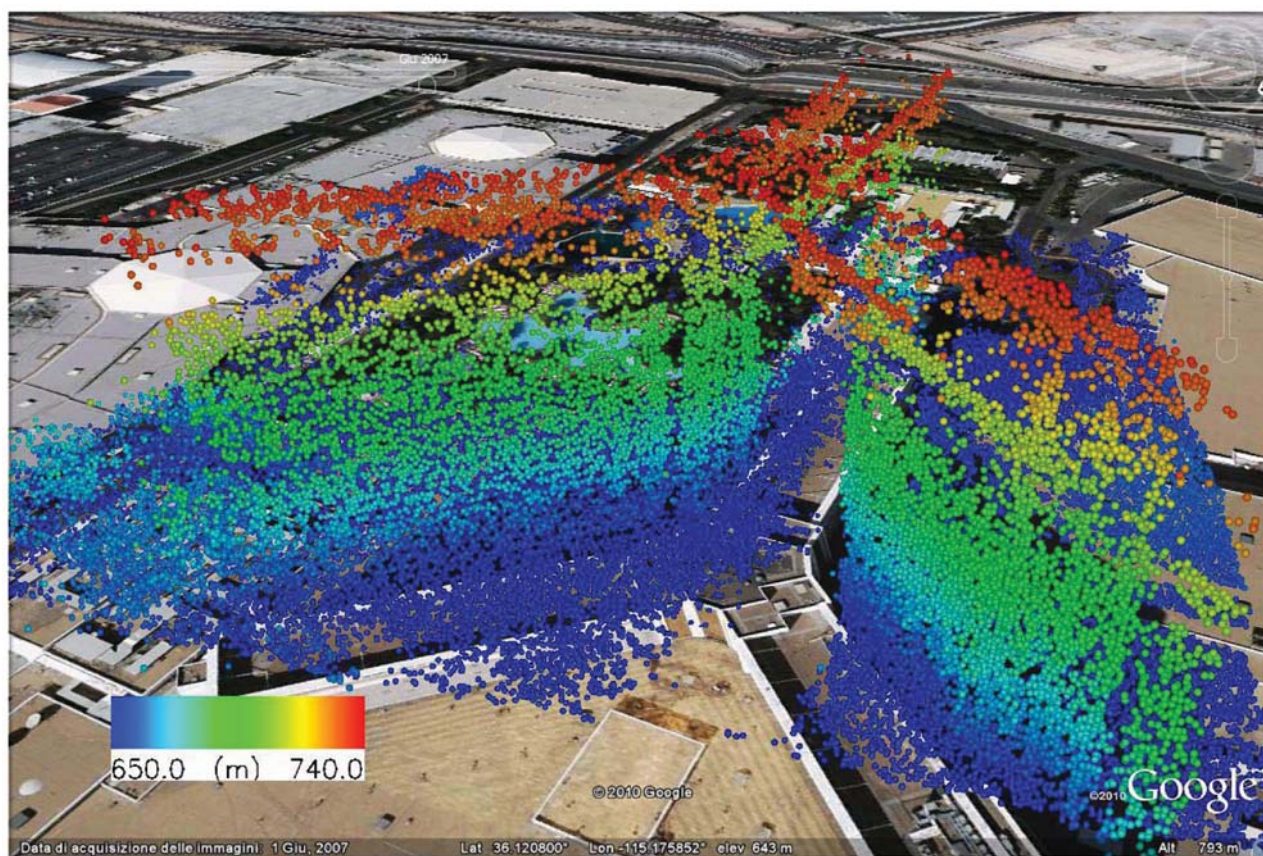 Giu 2007
650.0 (m) 740.0
© 2010 Google
©2010 Google
Data di acquisizione delle immagini: 1 Giu, 2007 Lat 36.120800° Lon -115.175852° elev 643 m Alt 793 m